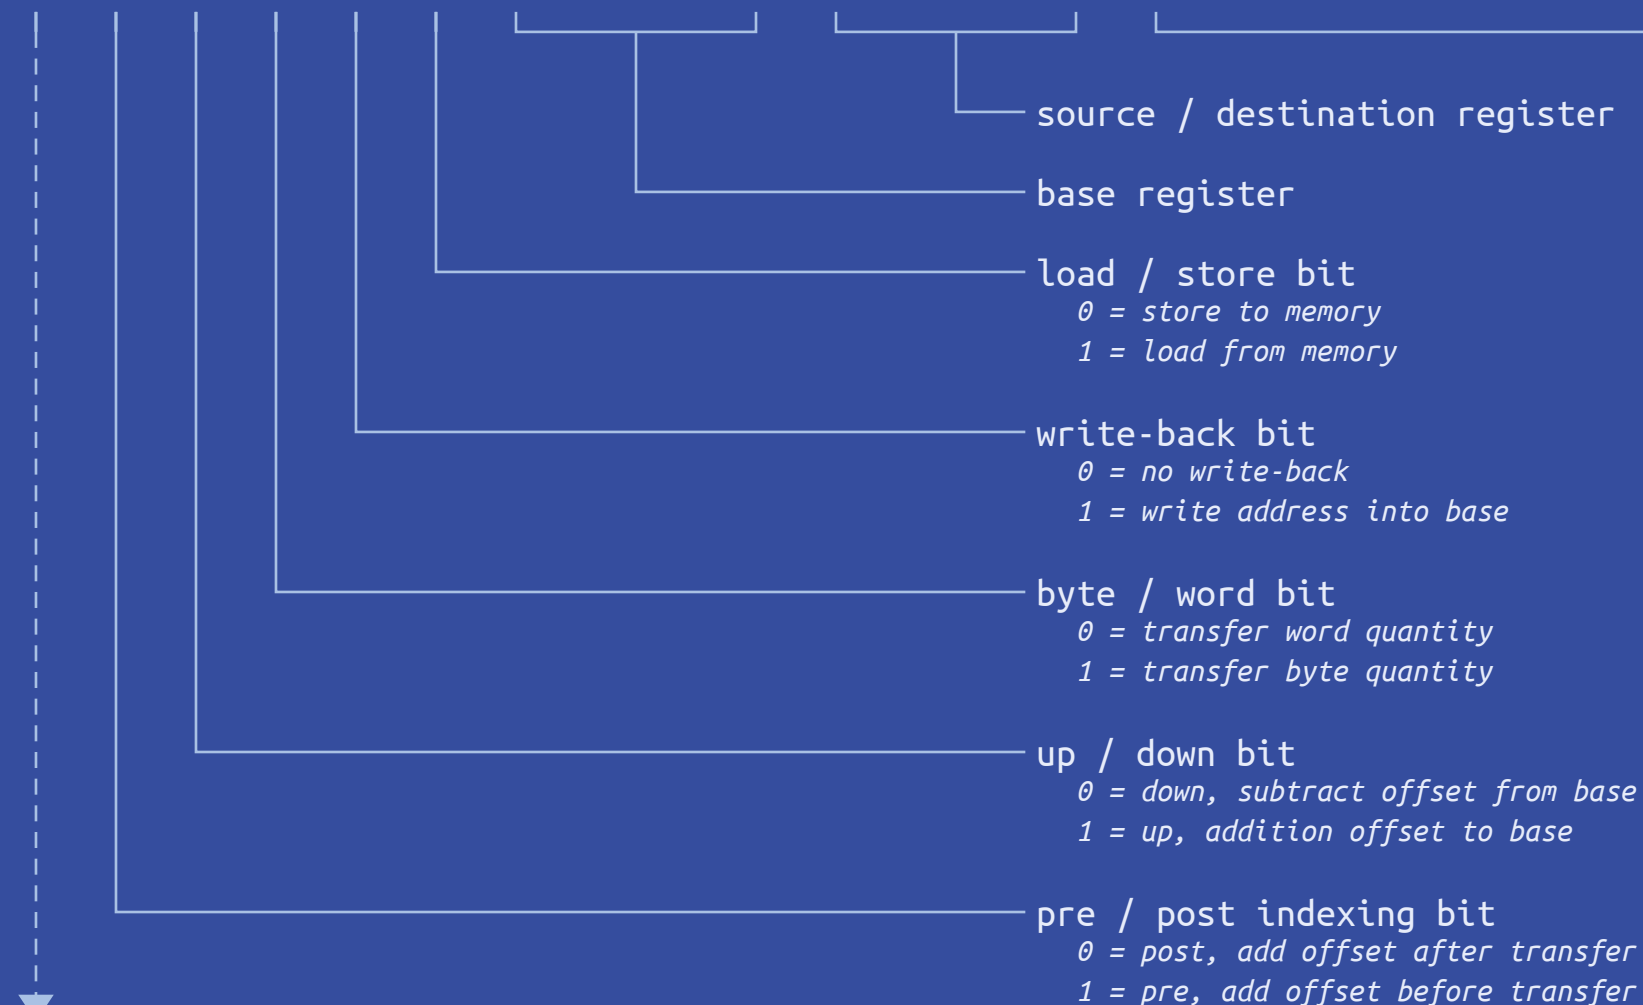 source / destination register
base register
load / store bit
0 = store to memory
1 = load from memory
write-back bit
0 = no write-back
1 = write address into base
byte / word bit
0 = transfer word quantity
1 = transfer byte quantity
up / down bit
0 = down, subtract offset from base
1 = up, addition offset to base
pre / post indexing bit
0 = post, add offset after transfer
1 = pre, add offset before transfer